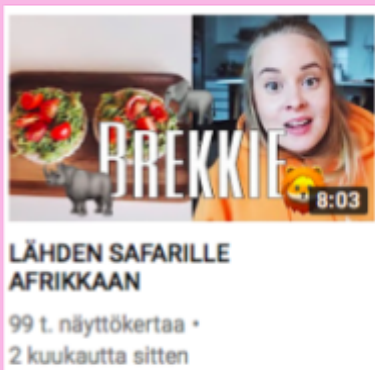 BREKKIE
8:03
LÄHDEN SAFARILLE
AFRIKKAAN
99 t. näyttökertaa •
2 kuukautta sitten